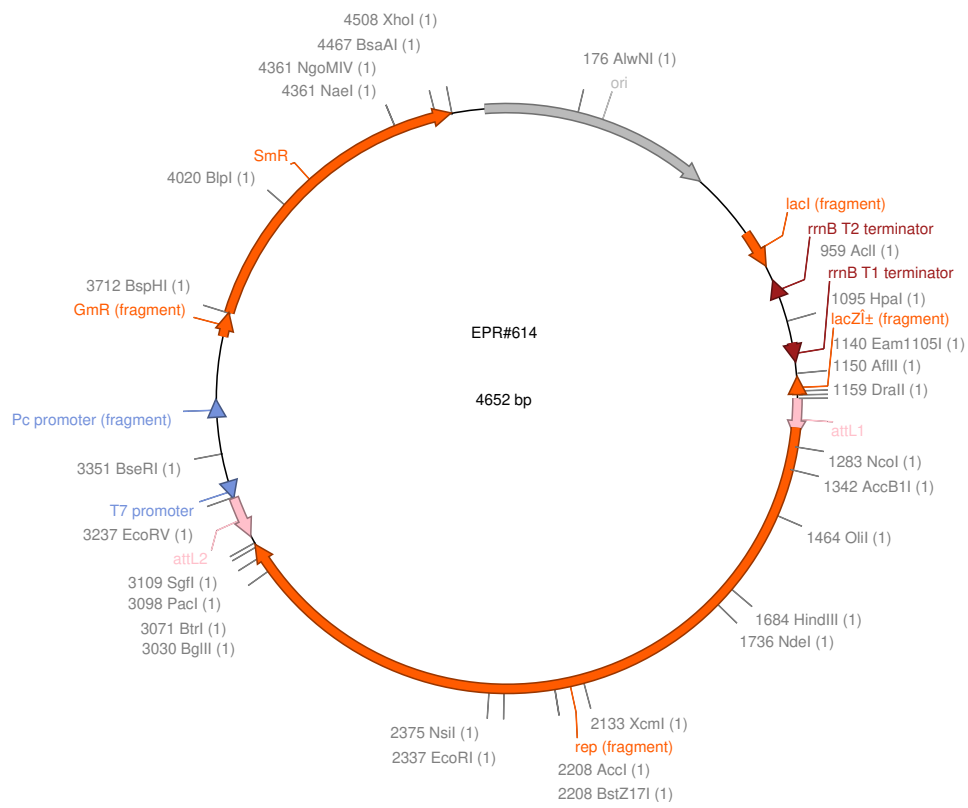 4508 XhoI (1)
4467 BsaAI (1)
4361 NgoMIV (1)
4361 NaeI (1)
176 AlwNI (1)
ori
SmR
4020 BlpI (1)
lacI (fragment)
rrnB T2 terminator
959 AclI (1)
rrnB T1 terminator
3712 BspHI (1)
GmR (fragment)
1095 HpaI (1)
lacZÎ± (fragment)
1140 Eam1105I (1)
1150 AflII (1)
1159 DraII (1)
EPR#614
4652 bp
Pc promoter (fragment)
attL1
3351 BseRI (1)
1283 NcoI (1)
1342 AccB1I (1)
T7 promoter
3237 EcoRV (1)
attL2
1464 OliI (1)
3109 SgfI (1)
3098 PacI (1)
3071 BtrI (1)
3030 BglII (1)
1684 HindIII (1)
1736 NdeI (1)
2375 NsiI (1)
2337 EcoRI (1)
2133 XcmI (1)
rep (fragment)
2208 AccI (1)
2208 BstZ17I (1)